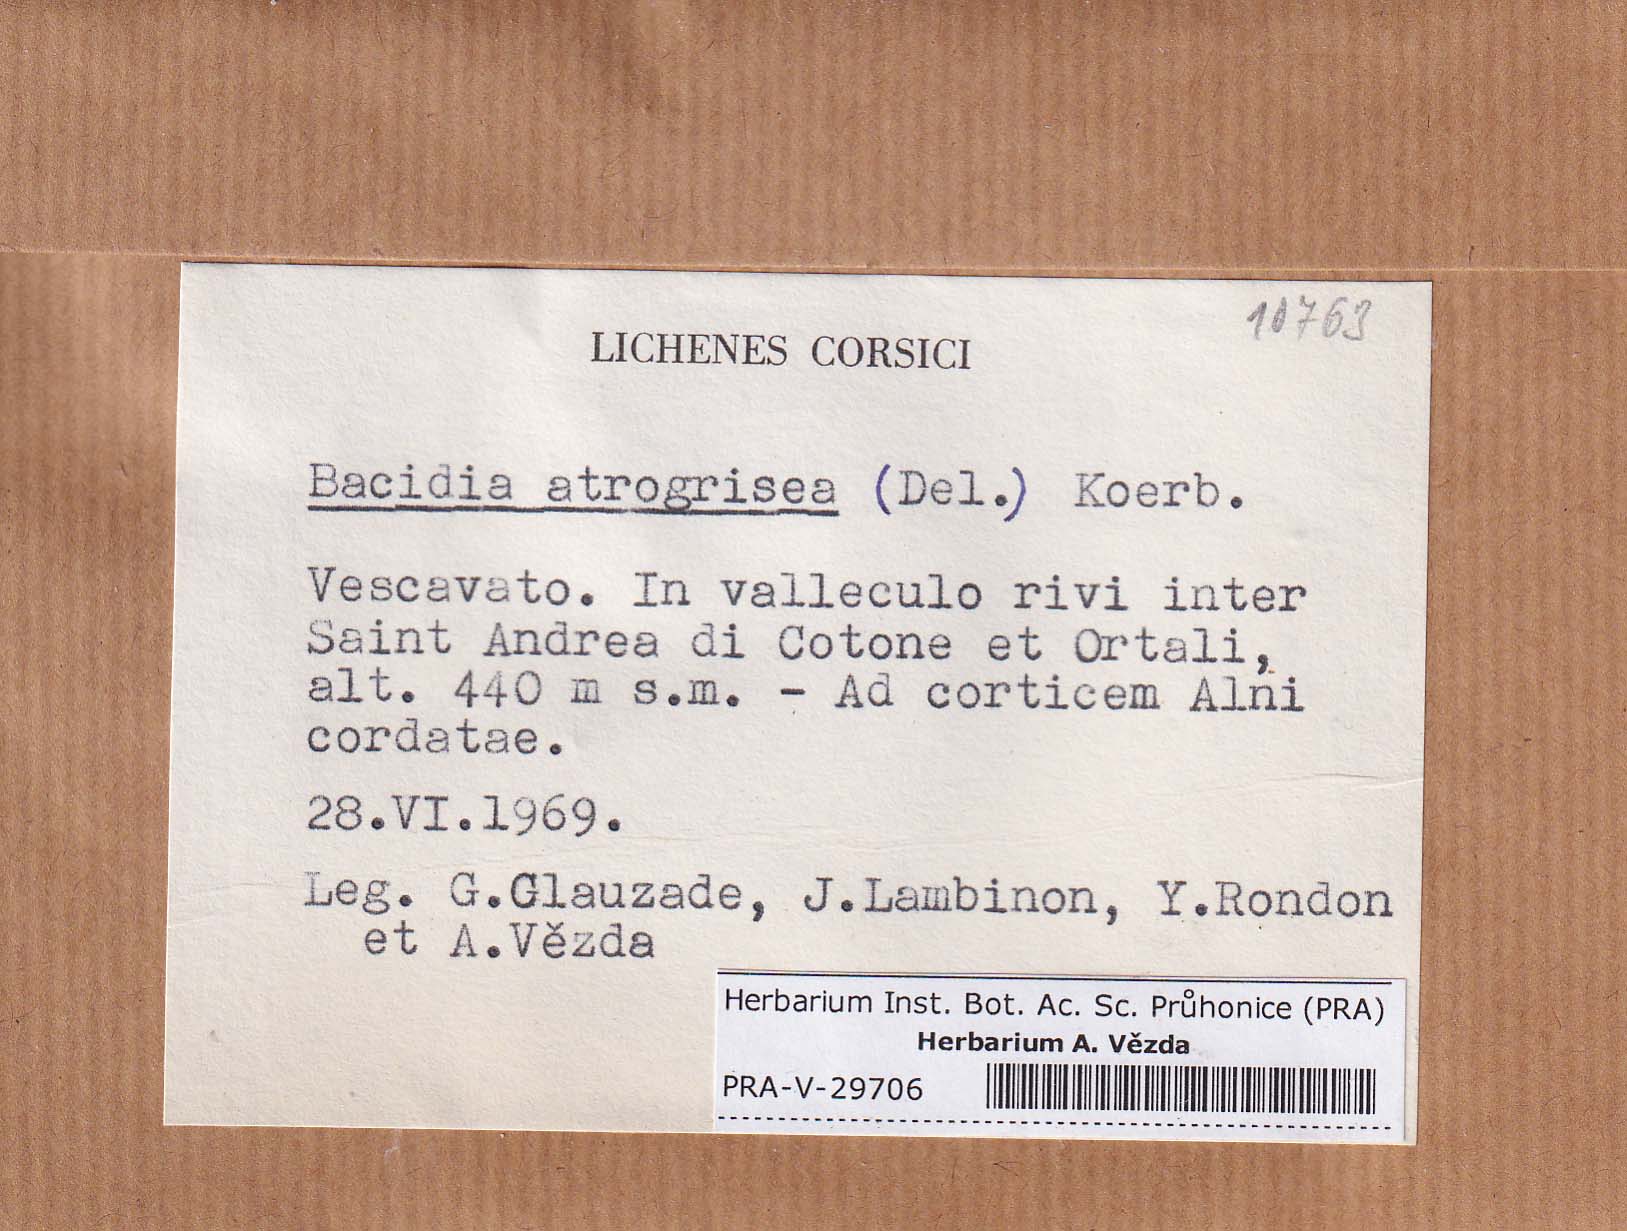 10763
LICHENES CORSICI
Bacidia atrogrisea (Del.) Koerb.
Vescavato. In valleculo rivi inter
Saint Andrea di Cotone et Ortali,
alt. 440 m s.m. - Ad corticem Alni
cordatae.
28.VI.1969.
Leg. G.Glauzade, J.Lambinon, Y.Rondon
et A.Vězda
Herbarium Inst. Bot. Ac. Sc. Průhonice (PRA)
Herbarium A. Vězda
PRA-V-29706